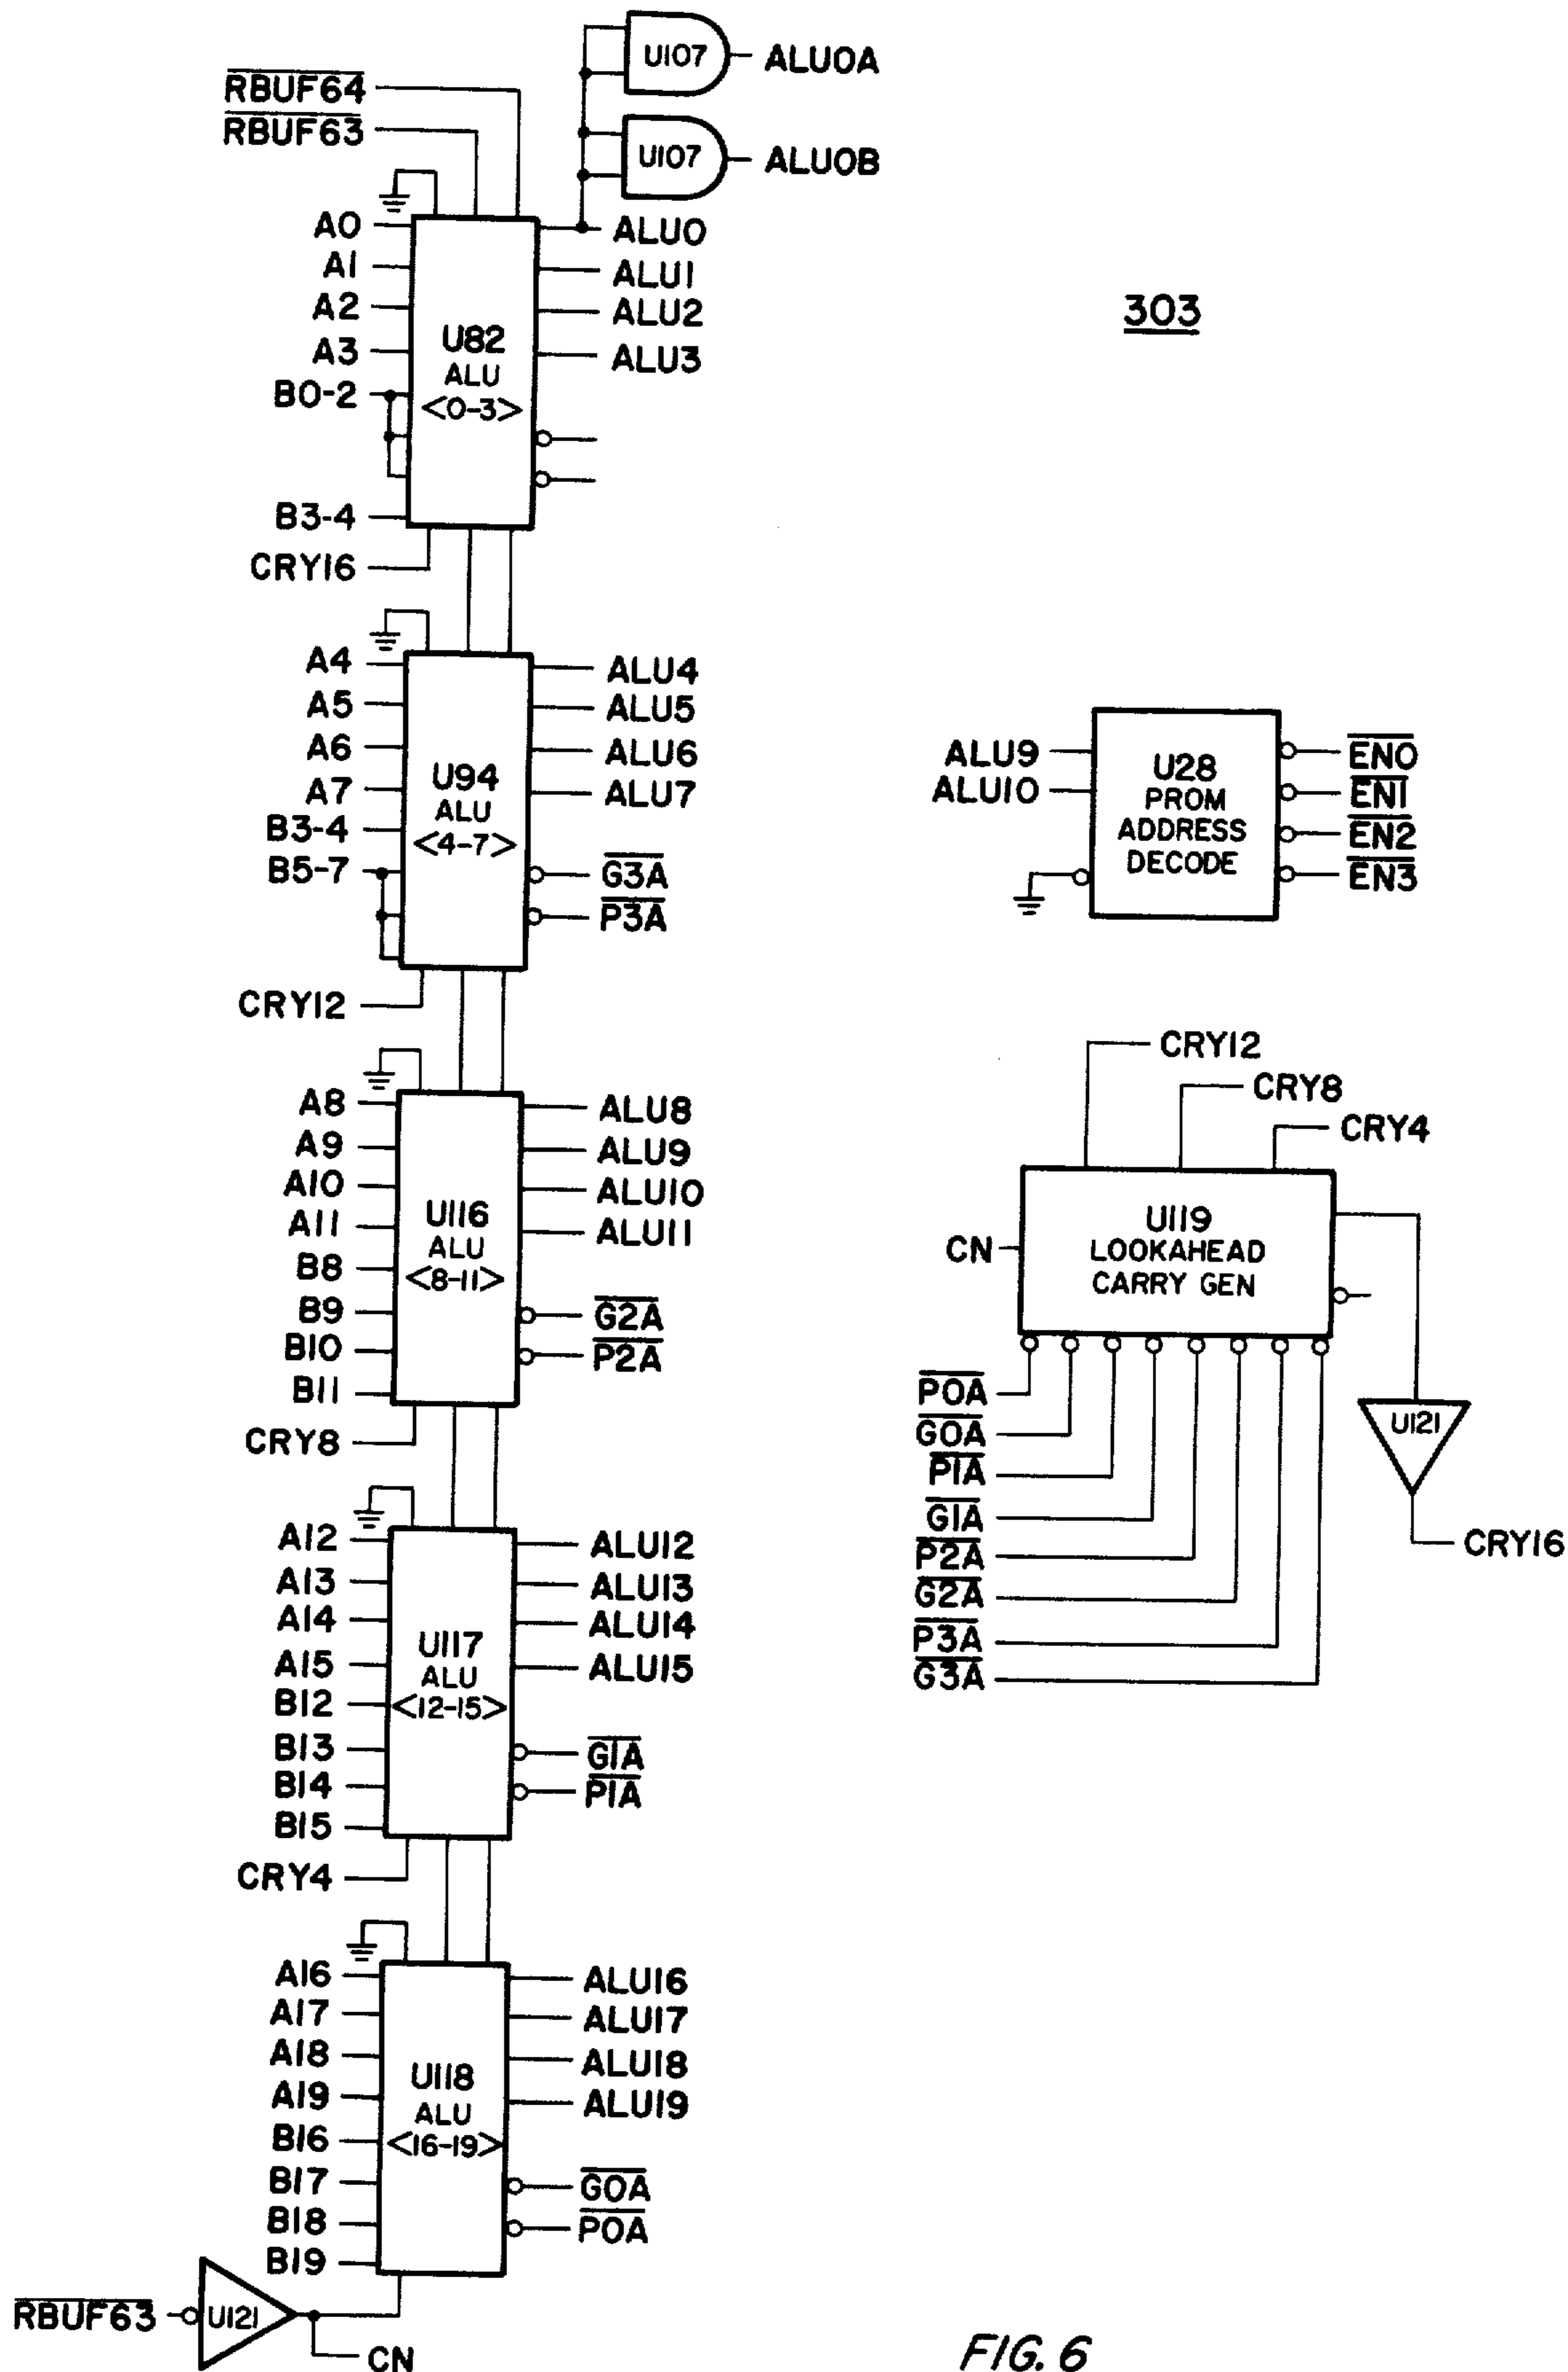 U107 ALU0A
RBUF64
RBUF63
U107 ALU0B
A0 ALU0
A1 ALU1
A2 ALU2
A3 ALU3
U82
ALU
<0-3>
B0-2
B3-4
CRY16
303
A4 ALU4
A5 ALU5
A6 ALU6
A7 ALU7
U94
ALU
<4-7>
B3-4
B5-7
G3A
P3A
CRY12
ALU9
ALU10
U28
PROM
ADDRESS
DECODE
EN0
EN1
EN2
EN3
A8 ALU8
A9 ALU9
A10 ALU10
A11 ALU11
U116
ALU
<8-11>
B8
B9
B10
B11
G2A
P2A
CRY8
CRY12
CRY8
CRY4
CN
U119
LOOKAHEAD
CARRY GEN
P0A
G0A
P1A
G1A
P2A
G2A
P3A
G3A
U121
CRY16
A12 ALU12
A13 ALU13
A14 ALU14
A15 ALU15
U117
ALU
<12-15>
B12
B13
B14
B15
G1A
P1A
CRY4
A16 ALU16
A17 ALU17
A18 ALU18
A19 ALU19
U118
ALU
<16-19>
B16
B17
B18
B19
G0A
P0A
RBUF63
U121
CN
FIG. 6